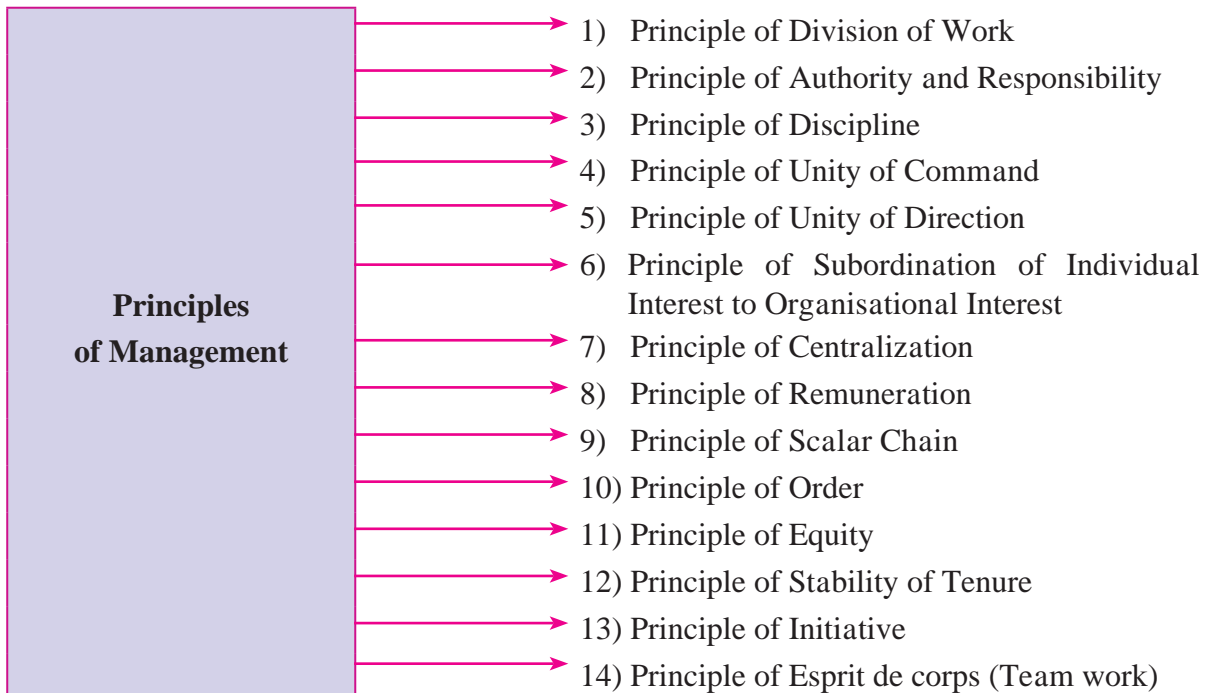 Principles
of Management
1) Principle of Division of Work
2) Principle of Authority and Responsibility
3) Principle of Discipline
4) Principle of Unity of Command
5) Principle of Unity of Direction
6) Principle of Subordination of Individual
Interest to Organisational Interest
7) Principle of Centralization
8) Principle of Remuneration
9) Principle of Scalar Chain
10) Principle of Order
11) Principle of Equity
12) Principle of Stability of Tenure
13) Principle of Initiative
14) Principle of Esprit de corps (Team work)